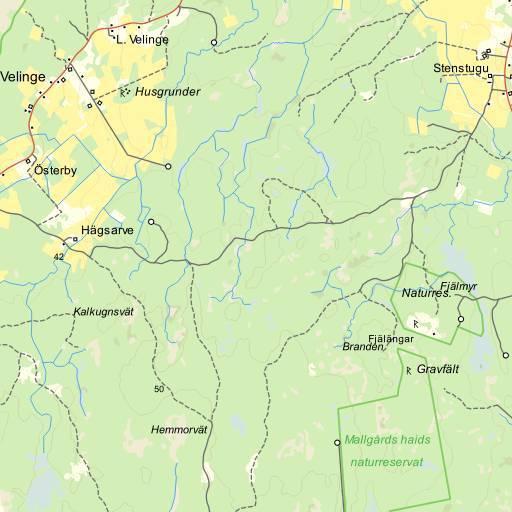 L. Velinge
Stenstugu
Velinge
Husgrunder
Österby
Hägsarve
42
Fjälmyr
Naturres.
Kalkugnsvät
Fjälängar
Branden
Gravfält
50
Hemmorvät
Mallgårds haids
naturreservat